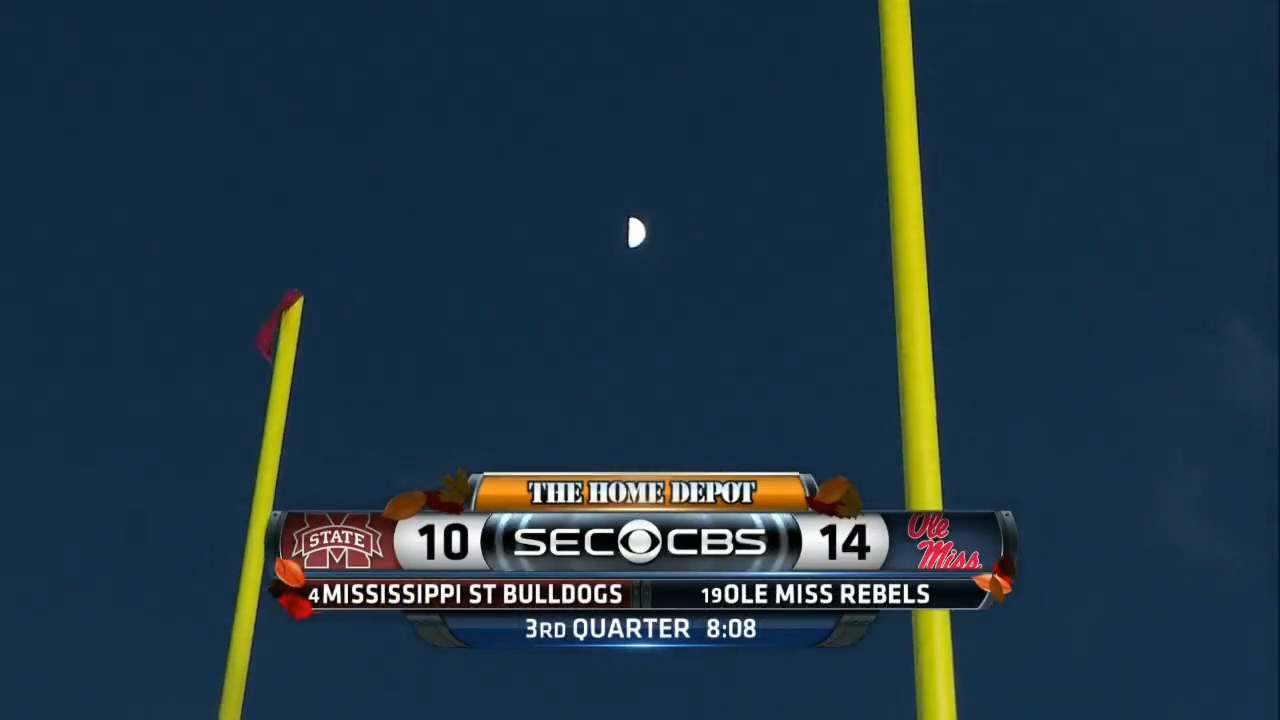 THE HOME DEPOT
STATE 10 SEC CBS 14 Ole Miss
4 MISSISSIPPI ST BULLDOGS 19 OLE MISS REBELS
3RD QUARTER 8:08